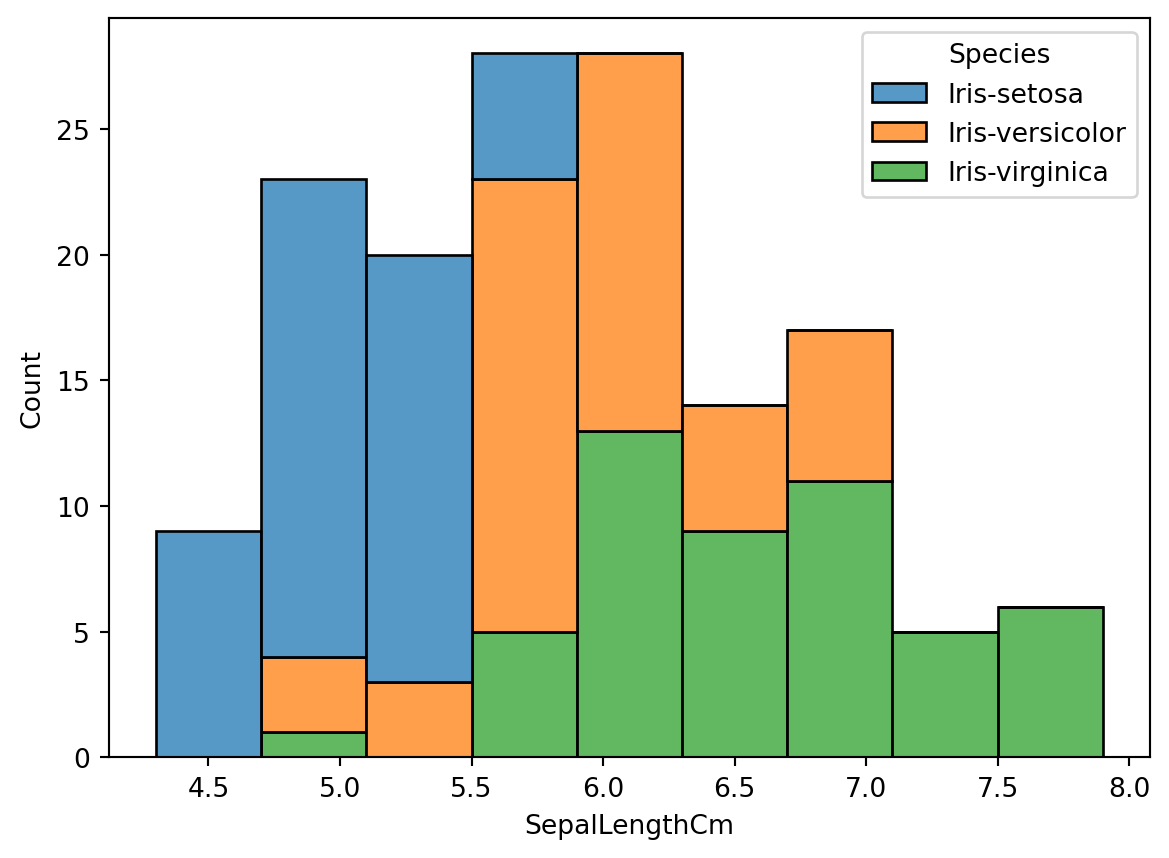 Species
Iris-setosa
Iris-versicolor
Iris-virginica
25
20
15
10
5
0
Count
4.5 5.0 5.5 6.0 6.5 7.0 7.5 8.0
SepalLengthCm